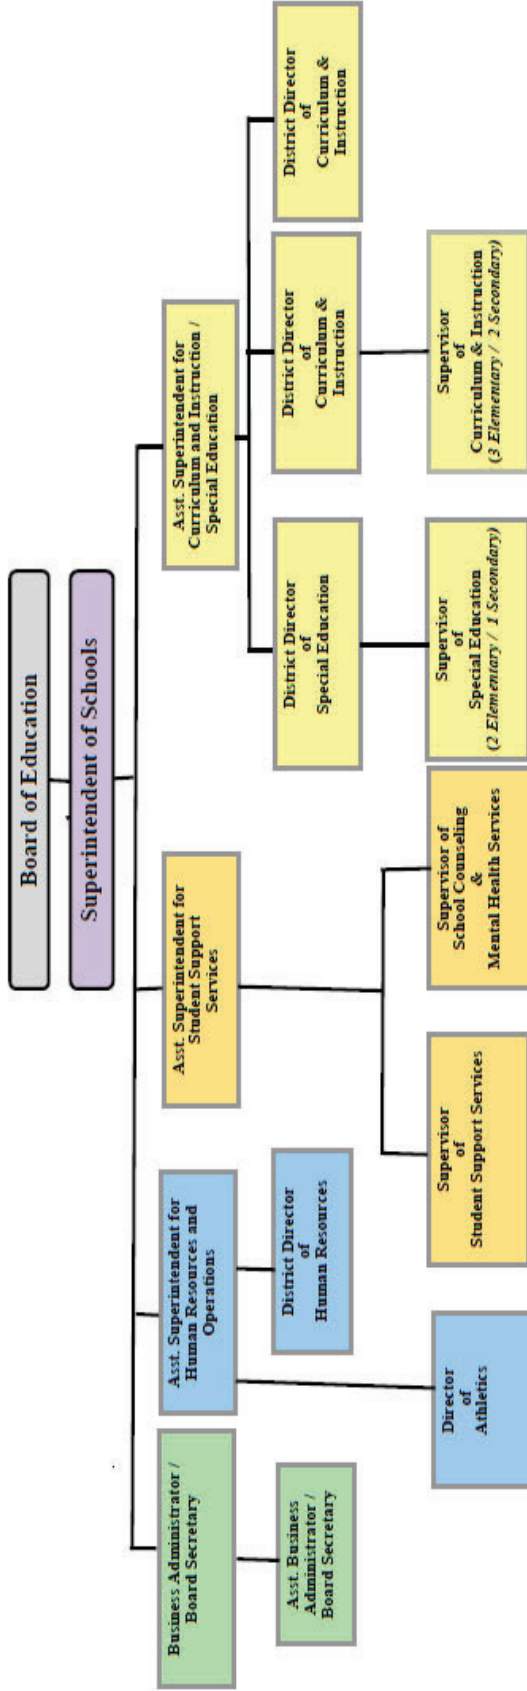 Board of Education
Superintendent of Schools
Business Administrator /
Board Secretary
Asst. Superintendent for
Human Resources and
Operations
Asst. Superintendent for
Student Support
Services
Asst. Superintendent for
Curriculum and Instruction /
Special Education
Asst. Business
Administrator /
Board Secretary
District Director
of
Human Resources
District Director
of
Special Education
District Director
of
Curriculum &
Instruction
District Director
of
Curriculum &
Instruction
Director
of
Athletics
Supervisor
of
Student Support Services
Supervisor of
School Counseling
&
Mental Health Services
Supervisor
of
Special Education
(2 Elementary / 1 Secondary)
Supervisor
of
Curriculum & Instruction
(3 Elementary / 2 Secondary)